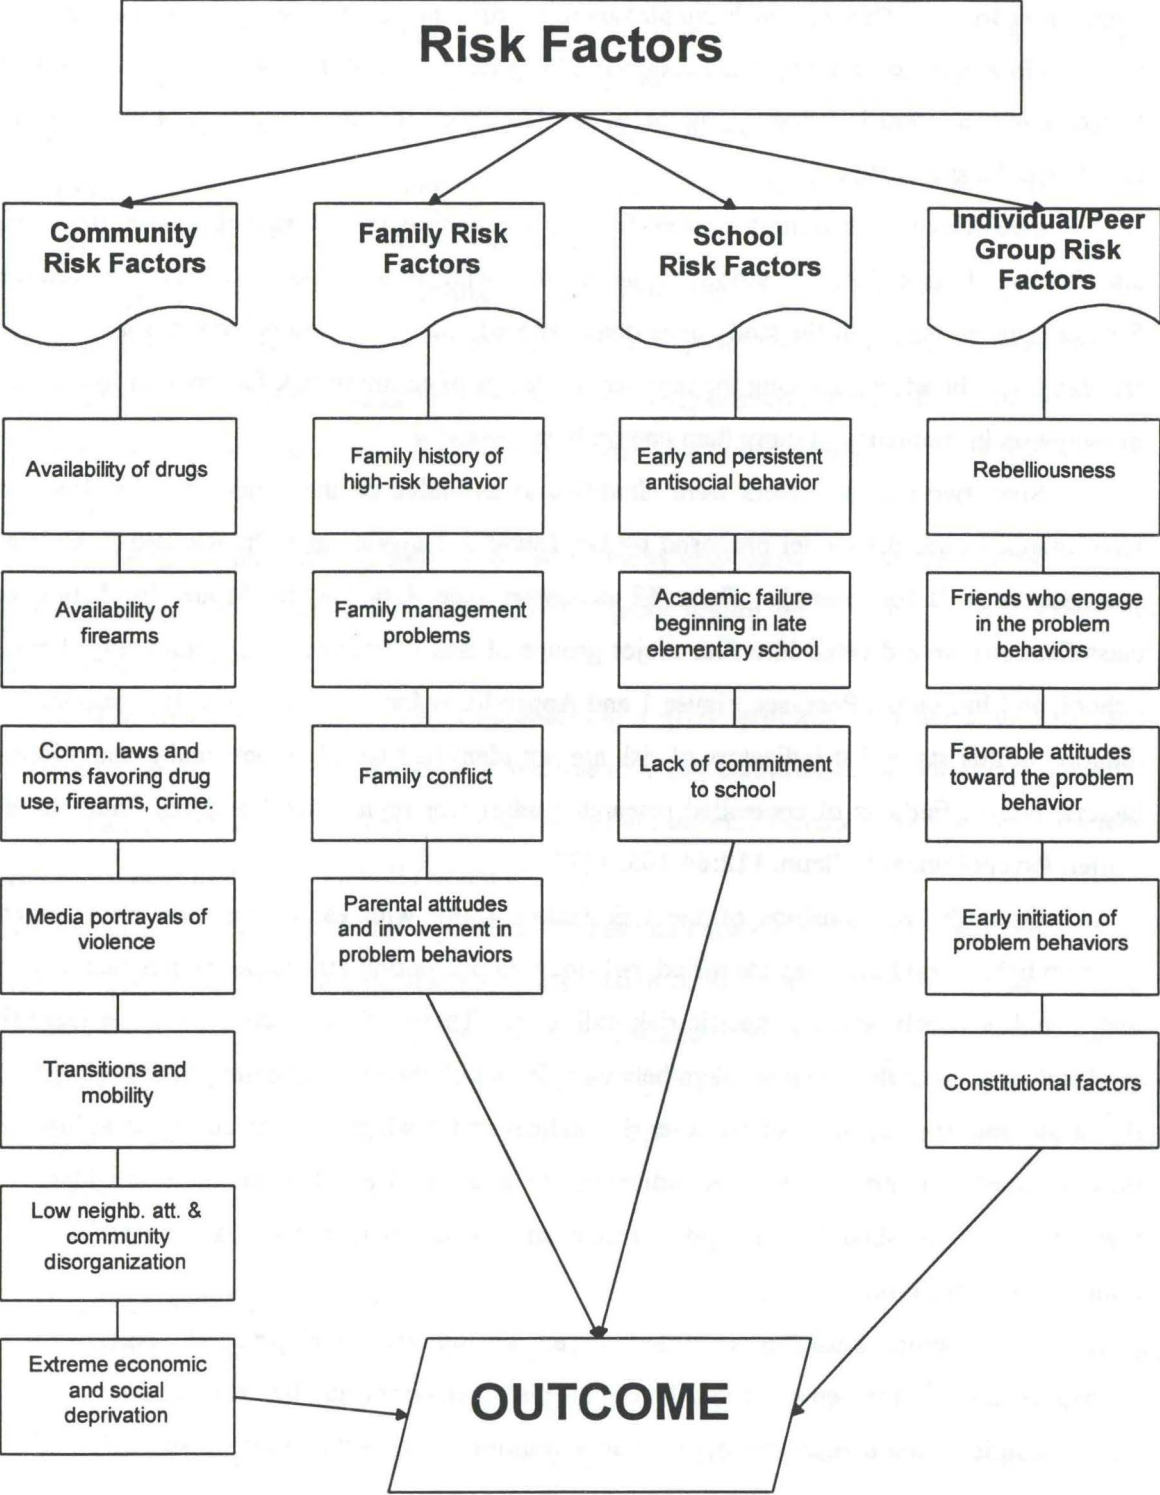 Risk Factors
Community
Risk Factors
Family Risk
Factors
School
Risk Factors
Individual/Peer
Group Risk
Factors
Availability of drugs
Availability of
firearms
Comm. laws and
norms favoring drug
use, firearms, crime.
Media portrayals of
violence
Transitions and
mobility
Low neighb. att. &
community
disorganization
Extreme economic
and social
deprivation
Family history of
high-risk behavior
Family management
problems
Family conflict
Parental attitudes
and involvement in
problem behaviors
Early and persistent
antisocial behavior
Academic failure
beginning in late
elementary school
Lack of commitment
to school
Rebelliousness
Friends who engage
in the problem
behaviors
Favorable attitudes
toward the problem
behavior
Early initiation of
problem behaviors
Constitutional factors
OUTCOME